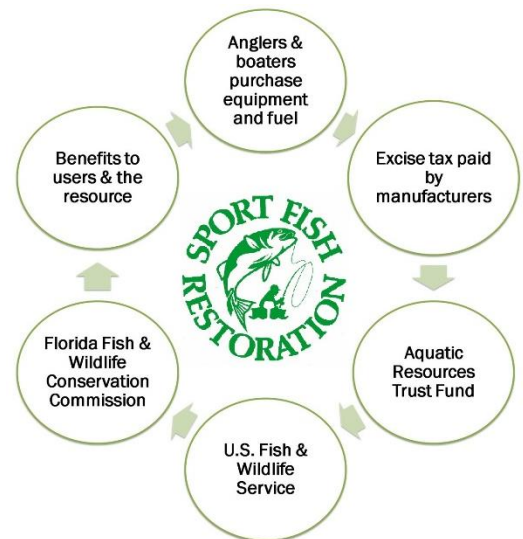 Anglers &
boaters
purchase
equipment
and fuel
Excise tax paid
by
manufacturers
Aquatic
Resources
Trust Fund
U.S. Fish &
Wildlife
Service
Florida Fish &
Wildlife
Conservation
Commission
Benefits to
users & the
resource
SPORT FISH
RESTORATION